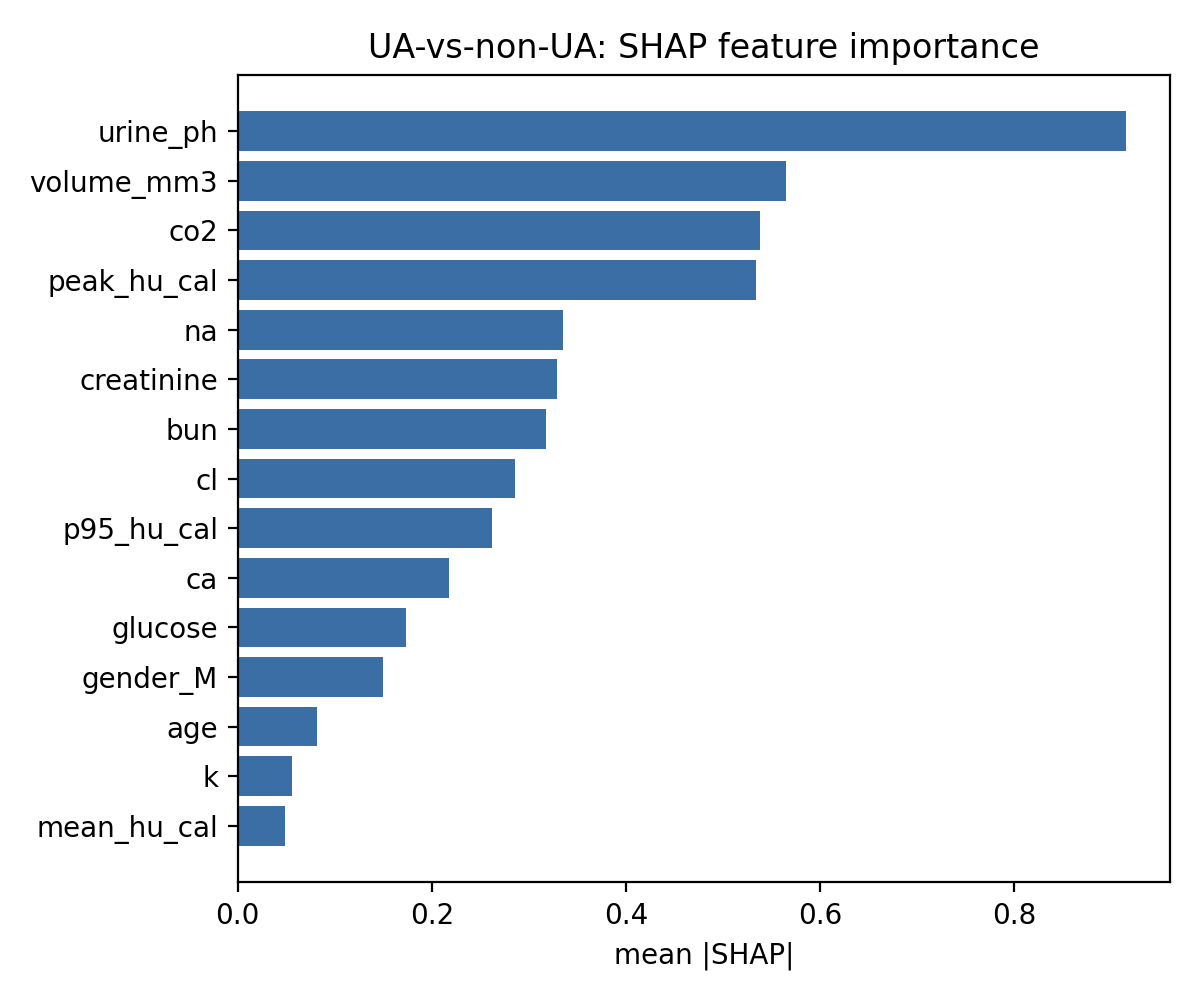 UA-vs-non-UA: SHAP feature importance
urine_ph
volume_mm3
co2
peak_hu_cal
na
creatinine
bun
cl
p95_hu_cal
ca
glucose
gender_M
age
k
mean_hu_cal
0.0 0.2 0.4 0.6 0.8
mean |SHAP|